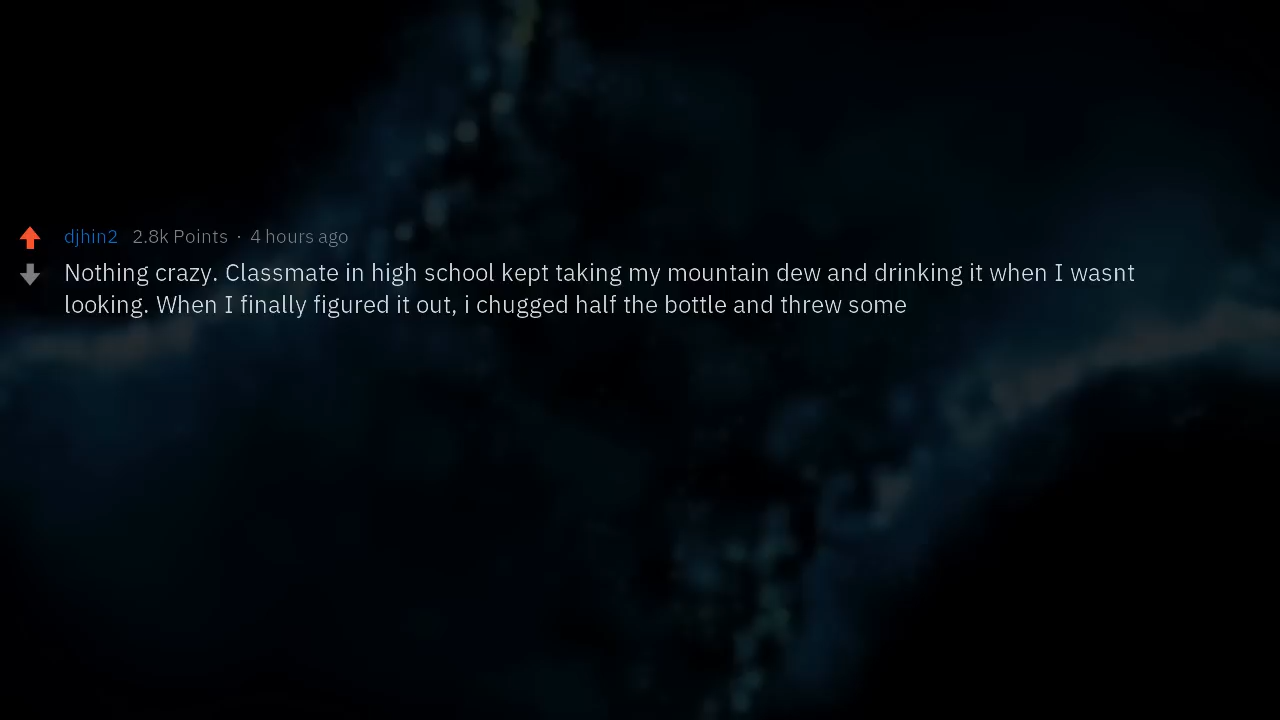 djhin2 2.8k Points · 4 hours ago
Nothing crazy. Classmate in high school kept taking my mountain dew and drinking it when I wasnt
looking. When I finally figured it out, i chugged half the bottle and threw some